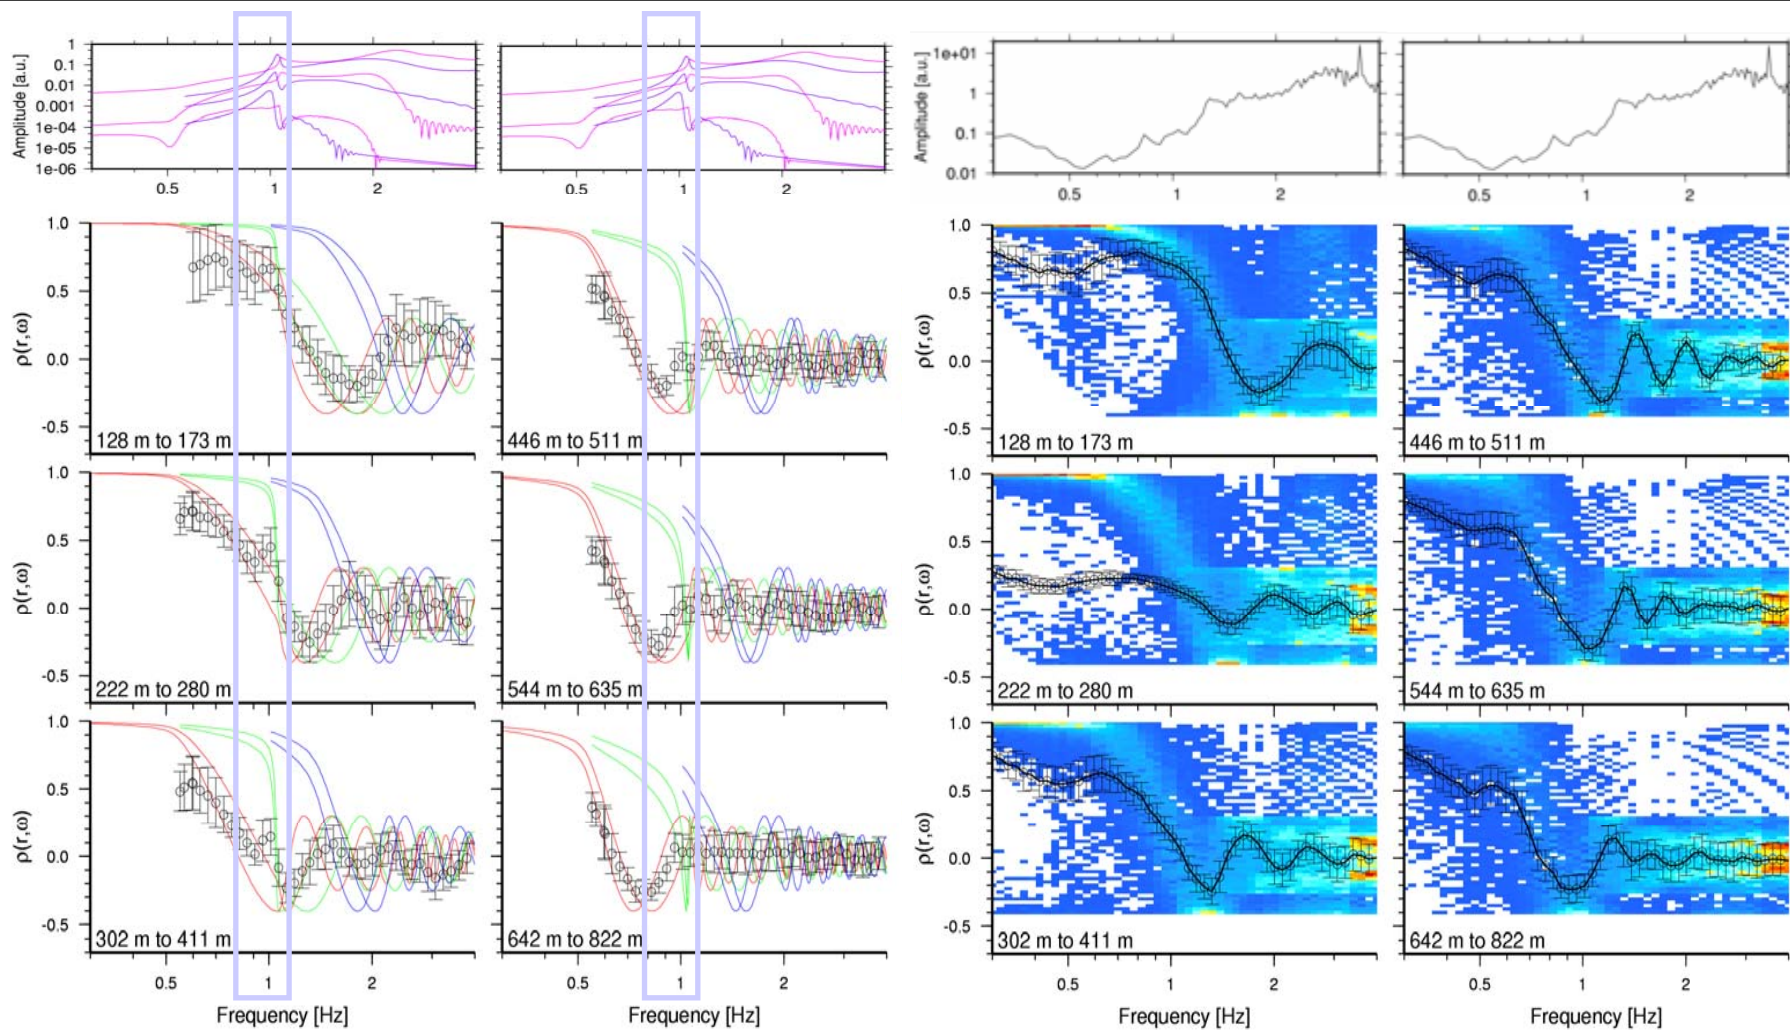 Amplitude [a.u.]
1
0.1
0.01
0.001
1e-04
1e-05
1e-06
0.5 1 2
0.5 1 2
Amplitude [a.u.]
1e+01
1
0.1
0.01
0.5 1 2
0.5 1 2
ρ(r,ω)
1.0
0.5
0.0
-0.5
128 m to 173 m
446 m to 511 m
ρ(r,ω)
1.0
0.5
0.0
-0.5
128 m to 173 m
446 m to 511 m
ρ(r,ω)
1.0
0.5
0.0
-0.5
222 m to 280 m
544 m to 635 m
ρ(r,ω)
1.0
0.5
0.0
-0.5
222 m to 280 m
544 m to 635 m
ρ(r,ω)
1.0
0.5
0.0
-0.5
302 m to 411 m
642 m to 822 m
ρ(r,ω)
1.0
0.5
0.0
-0.5
302 m to 411 m
642 m to 822 m
0.5 1 2
0.5 1 2
0.5 1 2
0.5 1 2
Frequency [Hz]
Frequency [Hz]
Frequency [Hz]
Frequency [Hz]